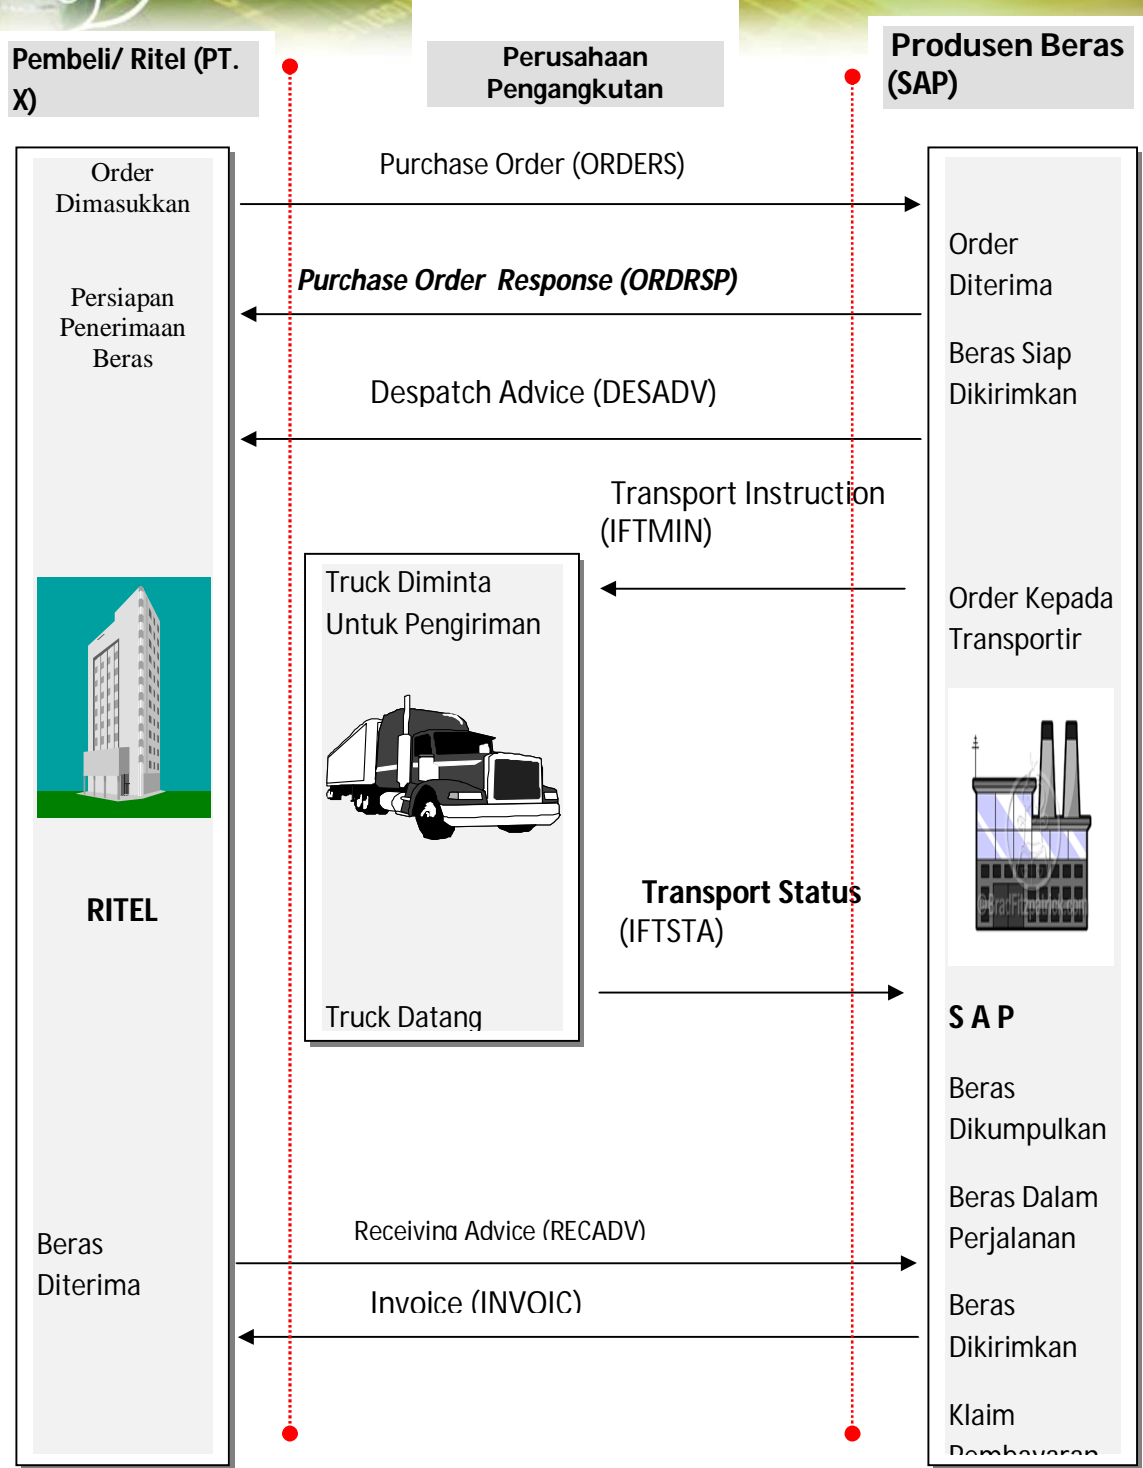 Pembeli/ Ritel (PT.
X)
Perusahaan
Pengangkutan
Produsen Beras
(SAP)
Order
Dimasukkan
Persiapan
Penerimaan
Beras
RITEL
Beras
Diterima
Purchase Order (ORDERS)
Purchase Order Response (ORDRSP)
Despatch Advice (DESADV)
Transport Instruction
(IFTMIN)
Truck Diminta
Untuk Pengiriman
Truck Datang
Transport Status
(IFTSTA)
Receiving Advice (RECADV)
Invoice (INVOIC)
Order
Diterima
Beras Siap
Dikirimkan
Order Kepada
Transportir
©BradFitzpatrick.com
S A P
Beras
Dikumpulkan
Beras Dalam
Perjalanan
Beras
Dikirimkan
Klaim
Pembayaran